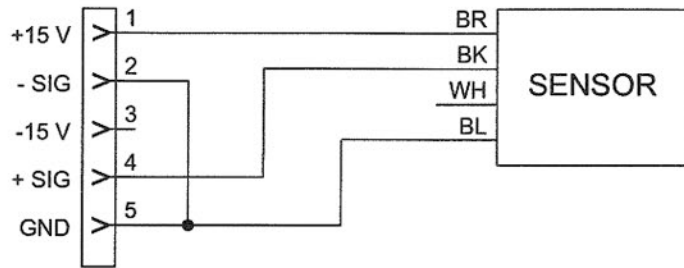 +15 V 1 BR
- SIG 2 BK
-15 V 3 WH
+ SIG 4 BL
GND 5
SENSOR